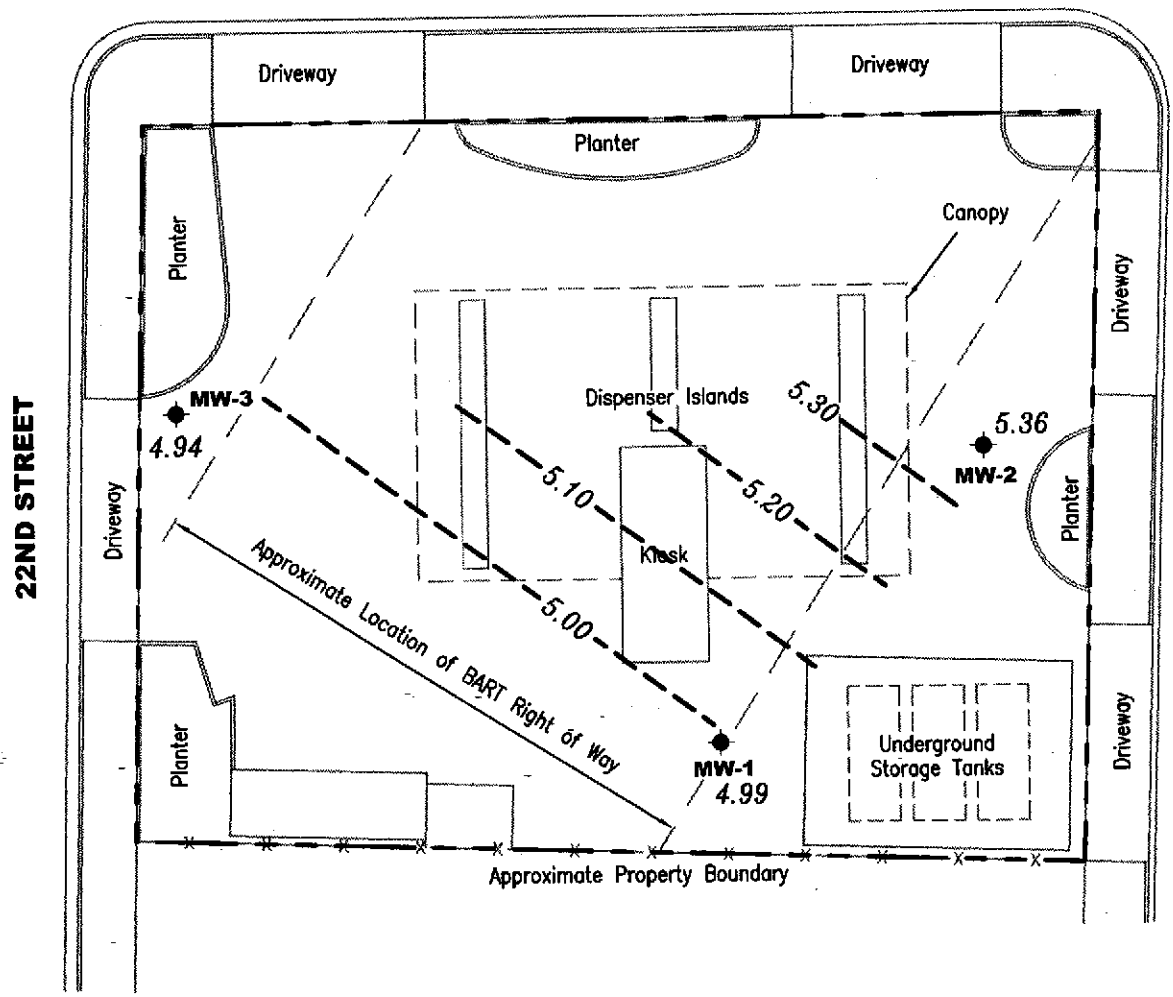 Driveway
Driveway
Planter
Canopy
Planter
Driveway
22ND STREET
MW-3
4.94
Dispenser Islands
5.30
5.36
MW-2
5.10
5.20
Planter
Driveway
Kiosk
5.00
Approximate Location of BART Right of Way
Planter
MW-1
4.99
Underground
Storage Tanks
Driveway
Approximate Property Boundary